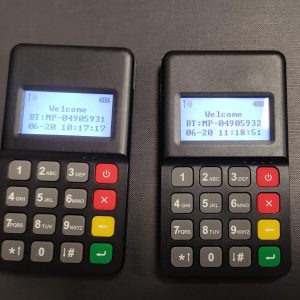 Welcome
BT:MP-04905931
06-20 10:17:17
1 2ABC 3DEF
4GHI 5JKL 6MNO
7PQRS 8TUV 9WXYZ
* 0 #
Welcome
BT:MP-04905932
06-20 11:18:51
1 2ABC 3DEF
4GHI 5JKL 6MNO
7PQRS 8TUV 9WXYZ
* 0 #